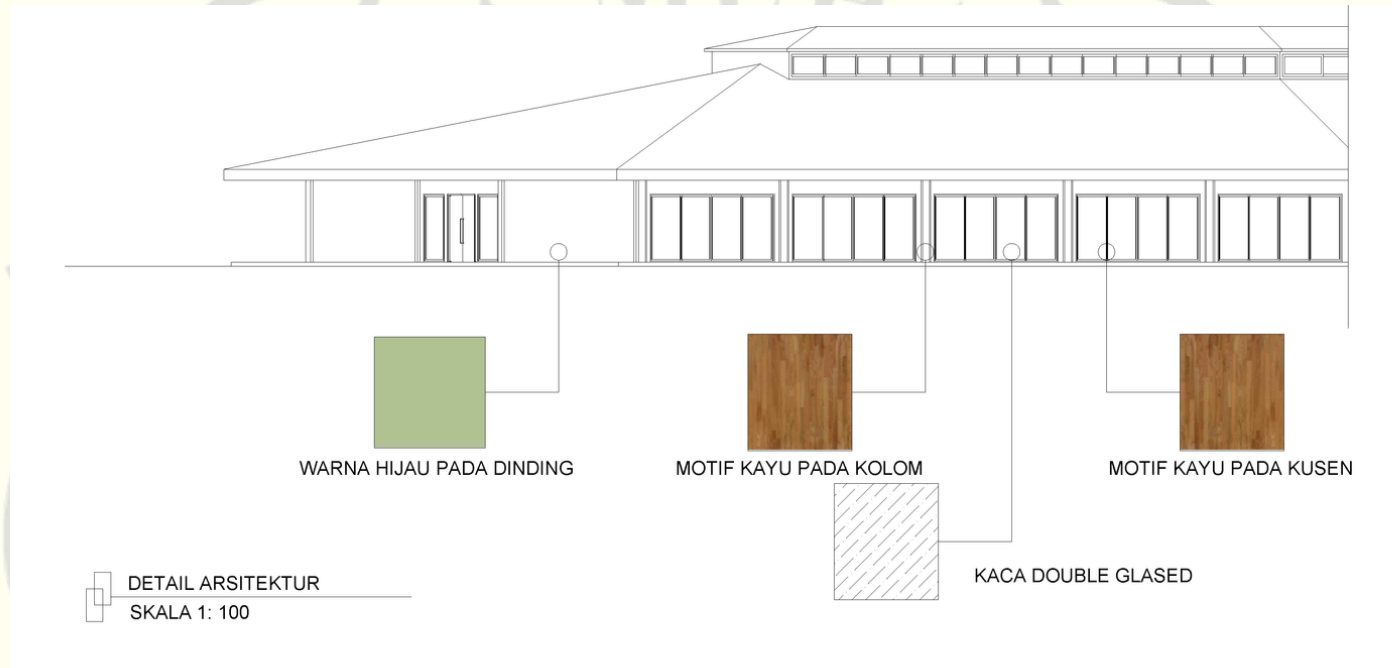 WARNA HIJAU PADA DINDING
MOTIF KAYU PADA KOLOM
MOTIF KAYU PADA KUSEN
KACA DOUBLE GLASED
DETAIL ARSITEKTUR
SKALA 1: 100